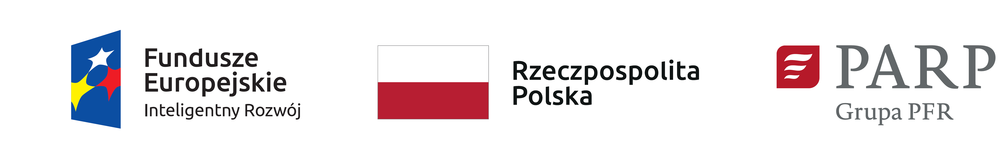 Fundusze
Europejskie
Inteligentny Rozwój
Rzeczpospolita
Polska
PARP
Grupa PFR